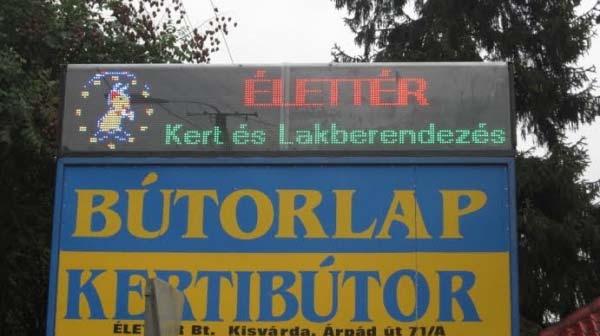 ÉLETTÉR
Kert és Lakberendezés
BÚTORLAP
KERTIBÚTOR
Bt. Kisvárda, Árpád út 71/A